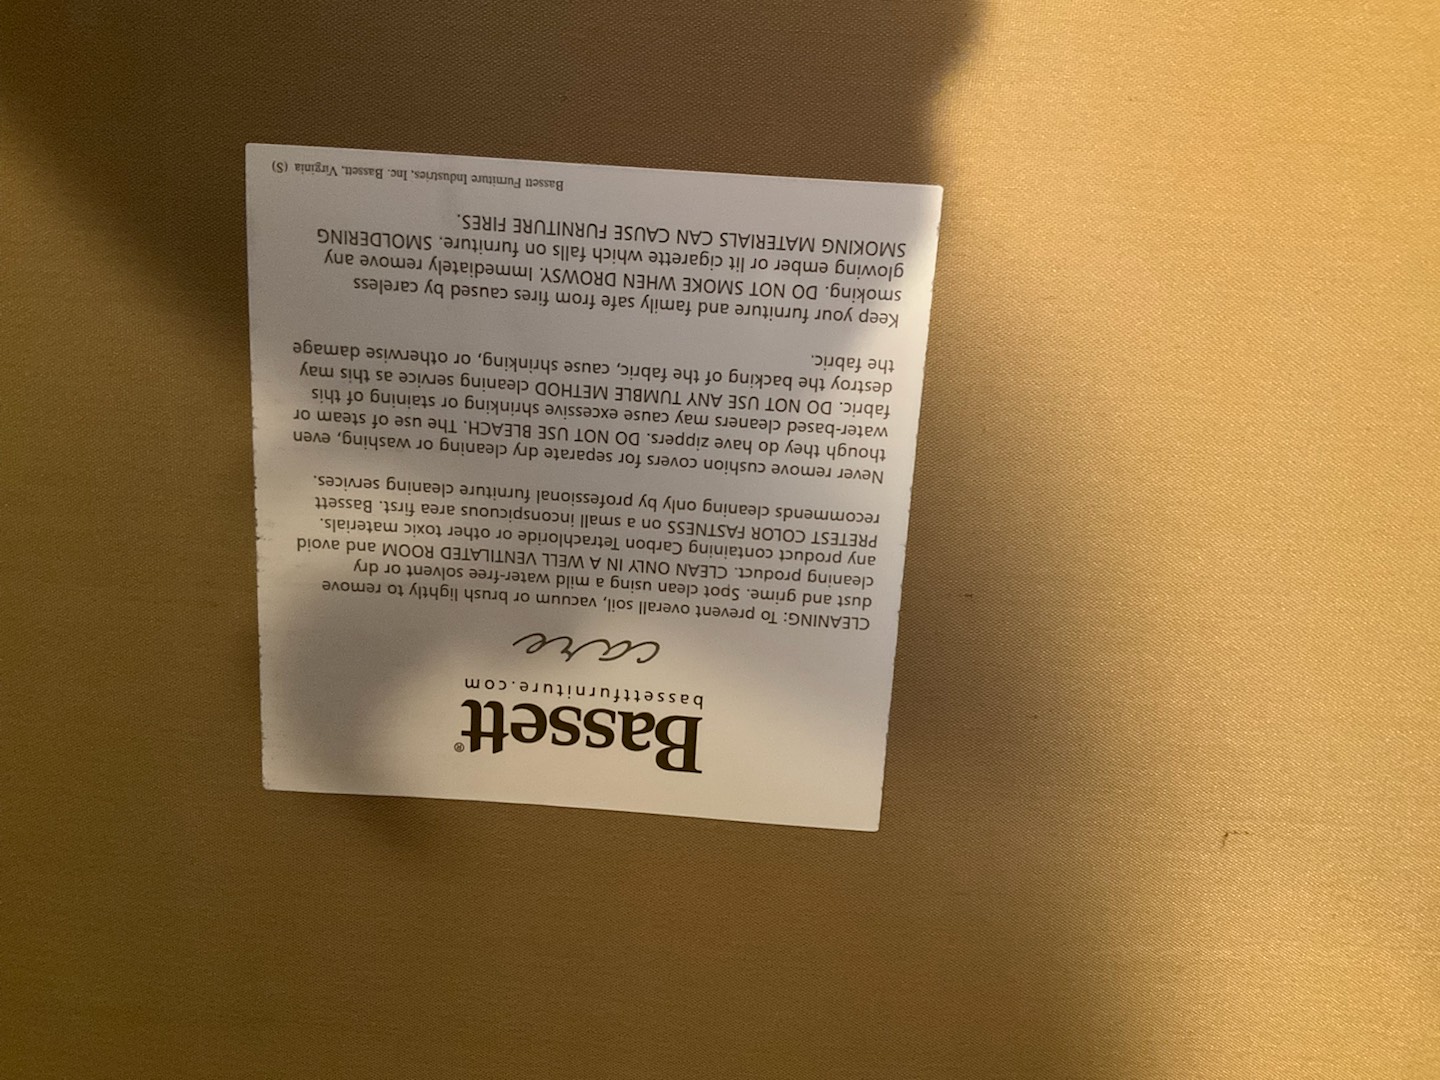 Bassett®
bassettfurniture.com
care
CLEANING: To prevent overall soil, vacuum or brush lightly to remove
dust and grime. Spot clean using a mild water-free solvent or dry
cleaning product. CLEAN ONLY IN A WELL VENTILATED ROOM and avoid
any product containing Carbon Tetrachloride or other toxic materials.
PRETEST COLOR FASTNESS on a small inconspicuous area first. Bassett
recommends cleaning only by professional furniture cleaning services.
Never remove cushion covers for separate dry cleaning or washing, even
though they do have zippers. DO NOT USE BLEACH. The use of steam or
water-based cleaners may cause excessive shrinking or staining of this
fabric. DO NOT USE ANY TUMBLE METHOD cleaning service as this may
destroy the backing of the fabric, cause shrinking, or otherwise damage
the fabric.
Keep your furniture and family safe from fires caused by careless
smoking. DO NOT SMOKE WHEN DROWSY. Immediately remove any
glowing ember or lit cigarette which falls on furniture. SMOLDERING
SMOKING MATERIALS CAN CAUSE FURNITURE FIRES.
Bassett Furniture Industries, Inc. Bassett, Virginia (S)